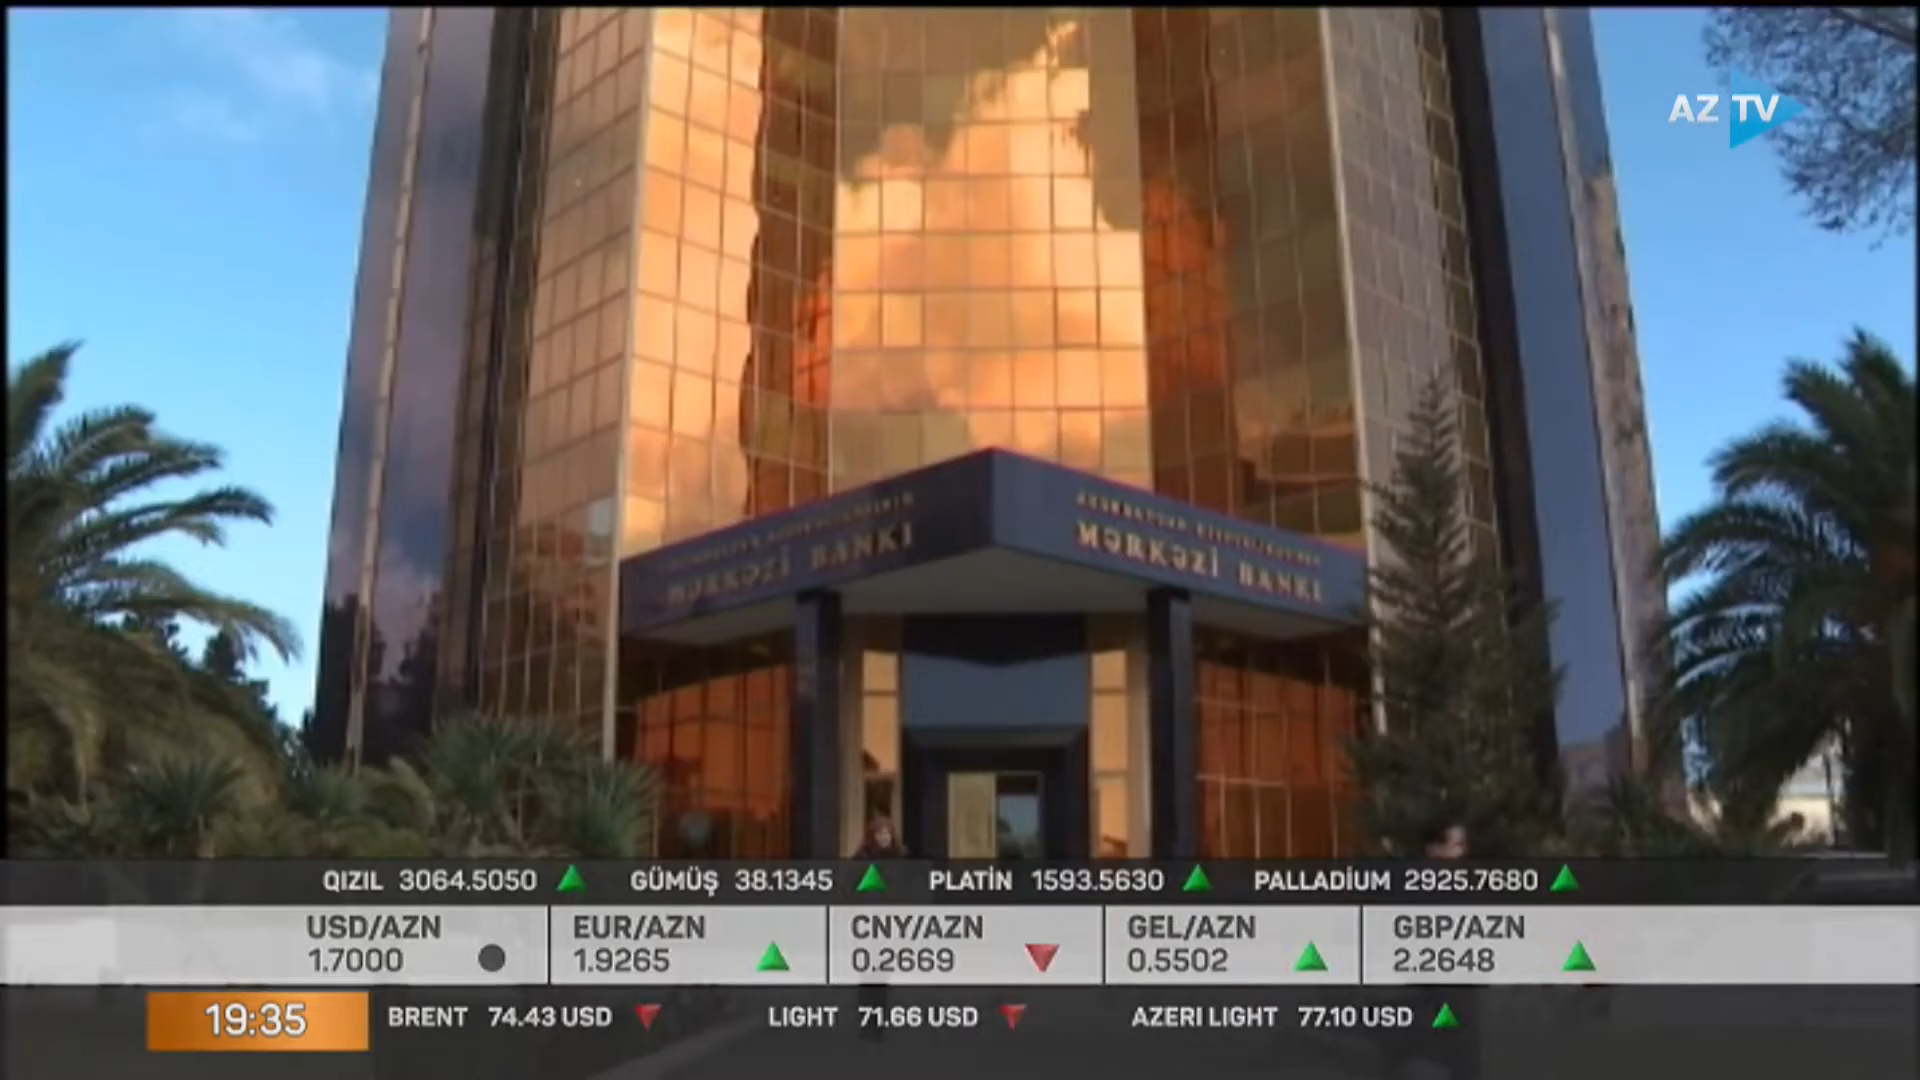 AZ TV
MƏRKƏZİ BANKI
MƏRKƏZİ BANKI
QIZIL 3064.5050 GÜMÜŞ 38.1345 PLATİN 1593.5630 PALLADİUM 2925.7680
USD/AZN EUR/AZN CNY/AZN GEL/AZN GBP/AZN
1.7000 1.9265 0.2669 0.5502 2.2648
19:35 BRENT 74.43 USD LIGHT 71.66 USD AZERI LIGHT 77.10 USD